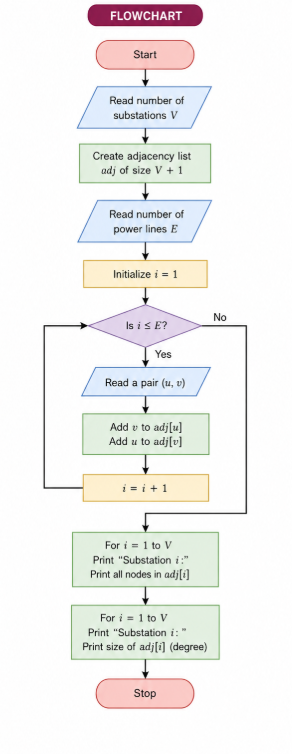 FLOWCHART
Start
Read number of
substations V
Create adjacency list
adj of size V + 1
Read number of
power lines E
Initialize i = 1
Is i ≤ E?
No
Yes
Read a pair (u, v)
Add v to adj[u]
Add u to adj[v]
i = i + 1
For i = 1 to V
Print “Substation i:”
Print all nodes in adj[i]
For i = 1 to V
Print “Substation i: ”
Print size of adj[i] (degree)
Stop